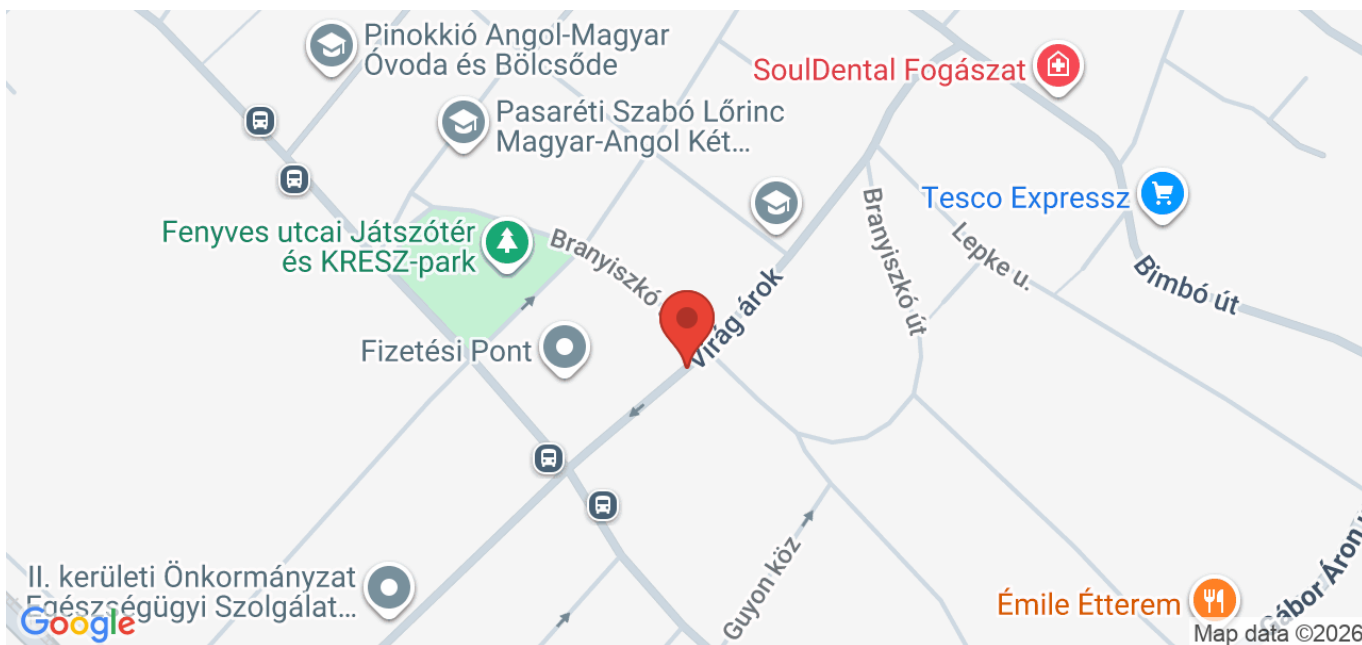 Pinokkió Angol-Magyar
Óvoda és Bölcsőde
SoulDental Fogászat
Pasaréti Szabó Lőrinc
Magyar-Angol Két...
Tesco Expressz
Branyiszkó út
Lepke u.
Fenyves utcai Játszótér
és KRESZ-park
Branyiszkó
Bimbó út
Virág árok
Fizetési Pont
Guyon köz
Gábor Áron
II. kerületi Önkormányzat
Egészségügyi Szolgálat...
Émile Étterem
Google
Map data ©2026